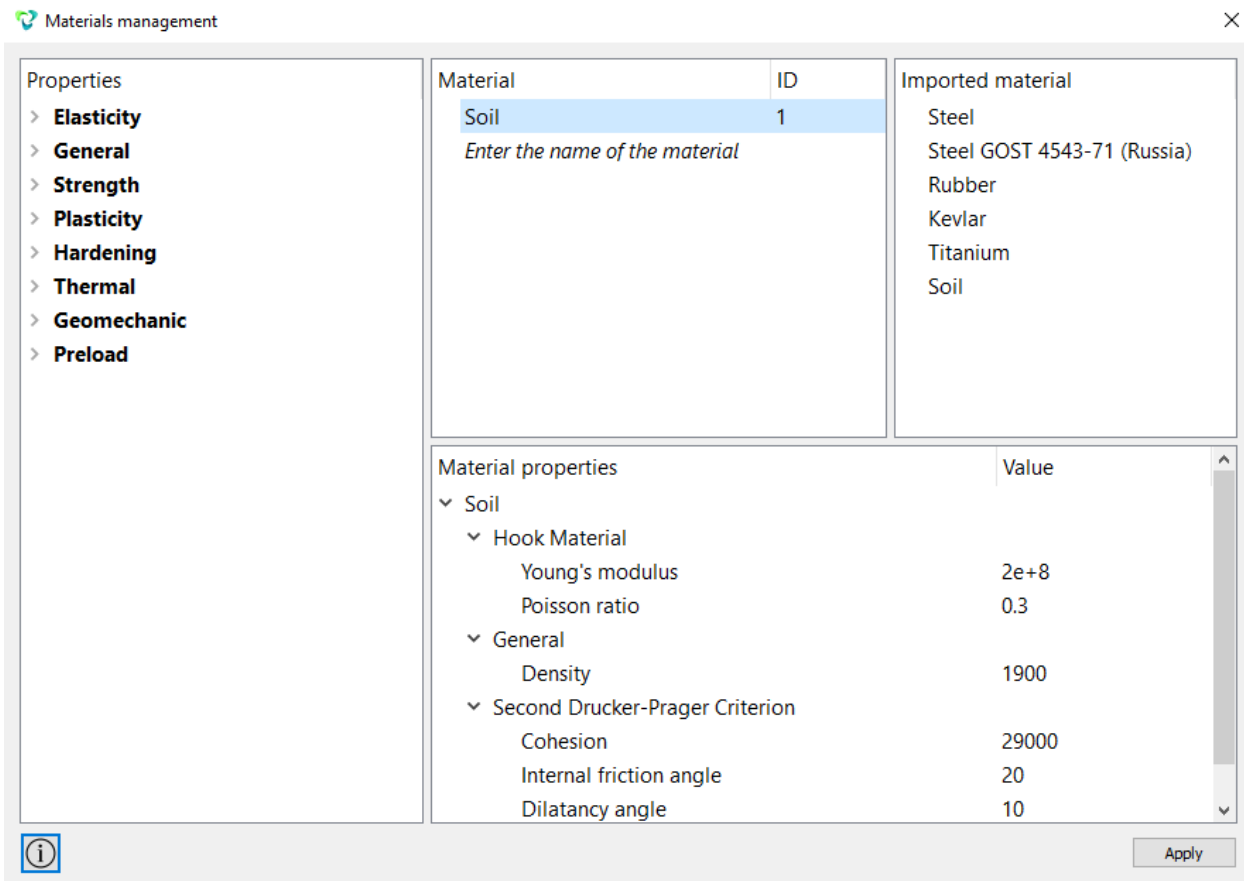 Materials management
Properties
Elasticity
General
Strength
Plasticity
Hardening
Thermal
Geomechanic
Preload
Material ID
Soil 1
Enter the name of the material
Imported material
Steel
Steel GOST 4543-71 (Russia)
Rubber
Kevlar
Titanium
Soil
Material properties Value
Soil
Hook Material
Young's modulus 2e+8
Poisson ratio 0.3
General
Density 1900
Second Drucker-Prager Criterion
Cohesion 29000
Internal friction angle 20
Dilatancy angle 10
Apply